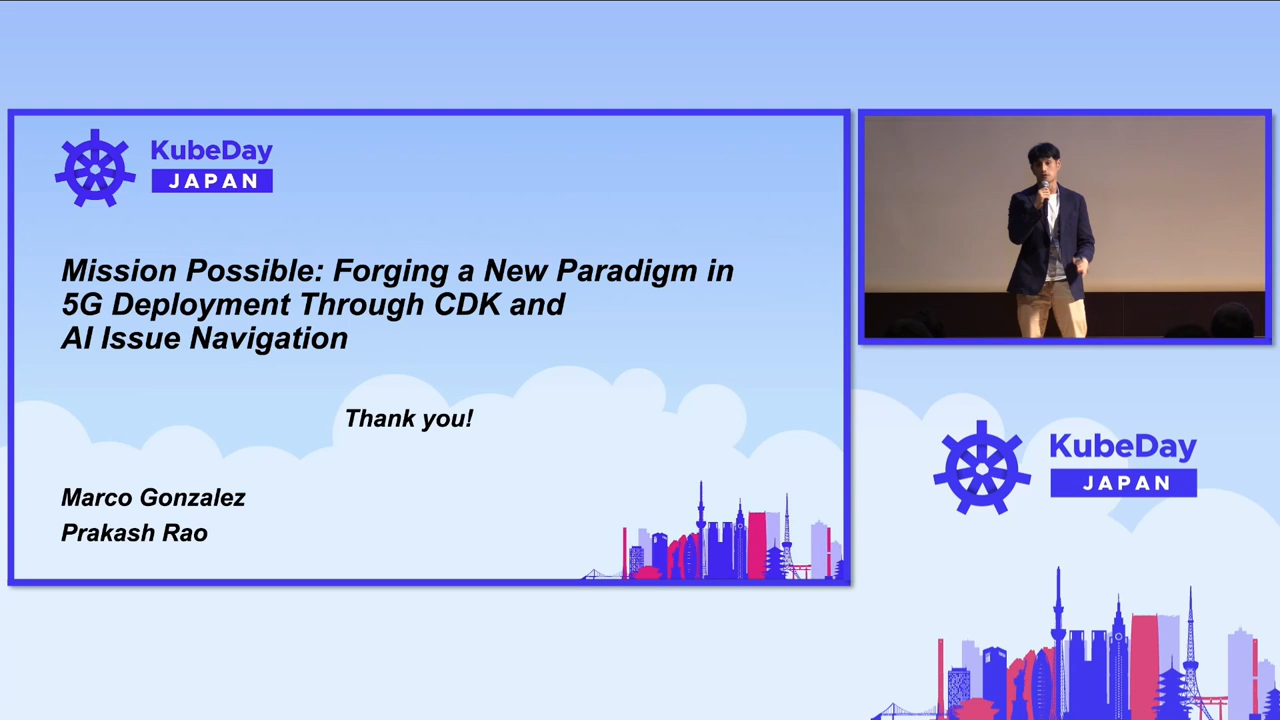 KubeDay
JAPAN
Mission Possible: Forging a New Paradigm in
5G Deployment Through CDK and
AI Issue Navigation
Thank you!
Marco Gonzalez
Prakash Rao
KubeDay
JAPAN